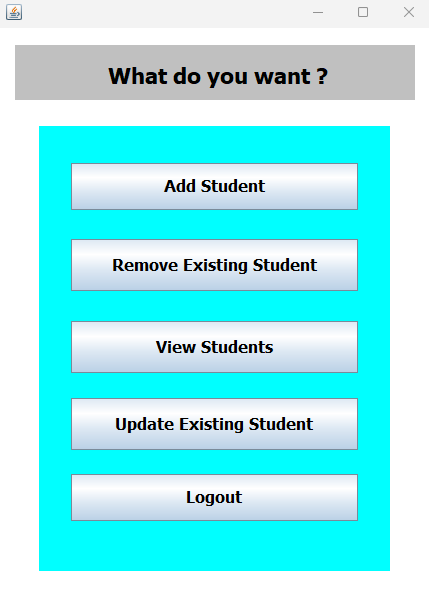 What do you want ?
Add Student
Remove Existing Student
View Students
Update Existing Student
Logout